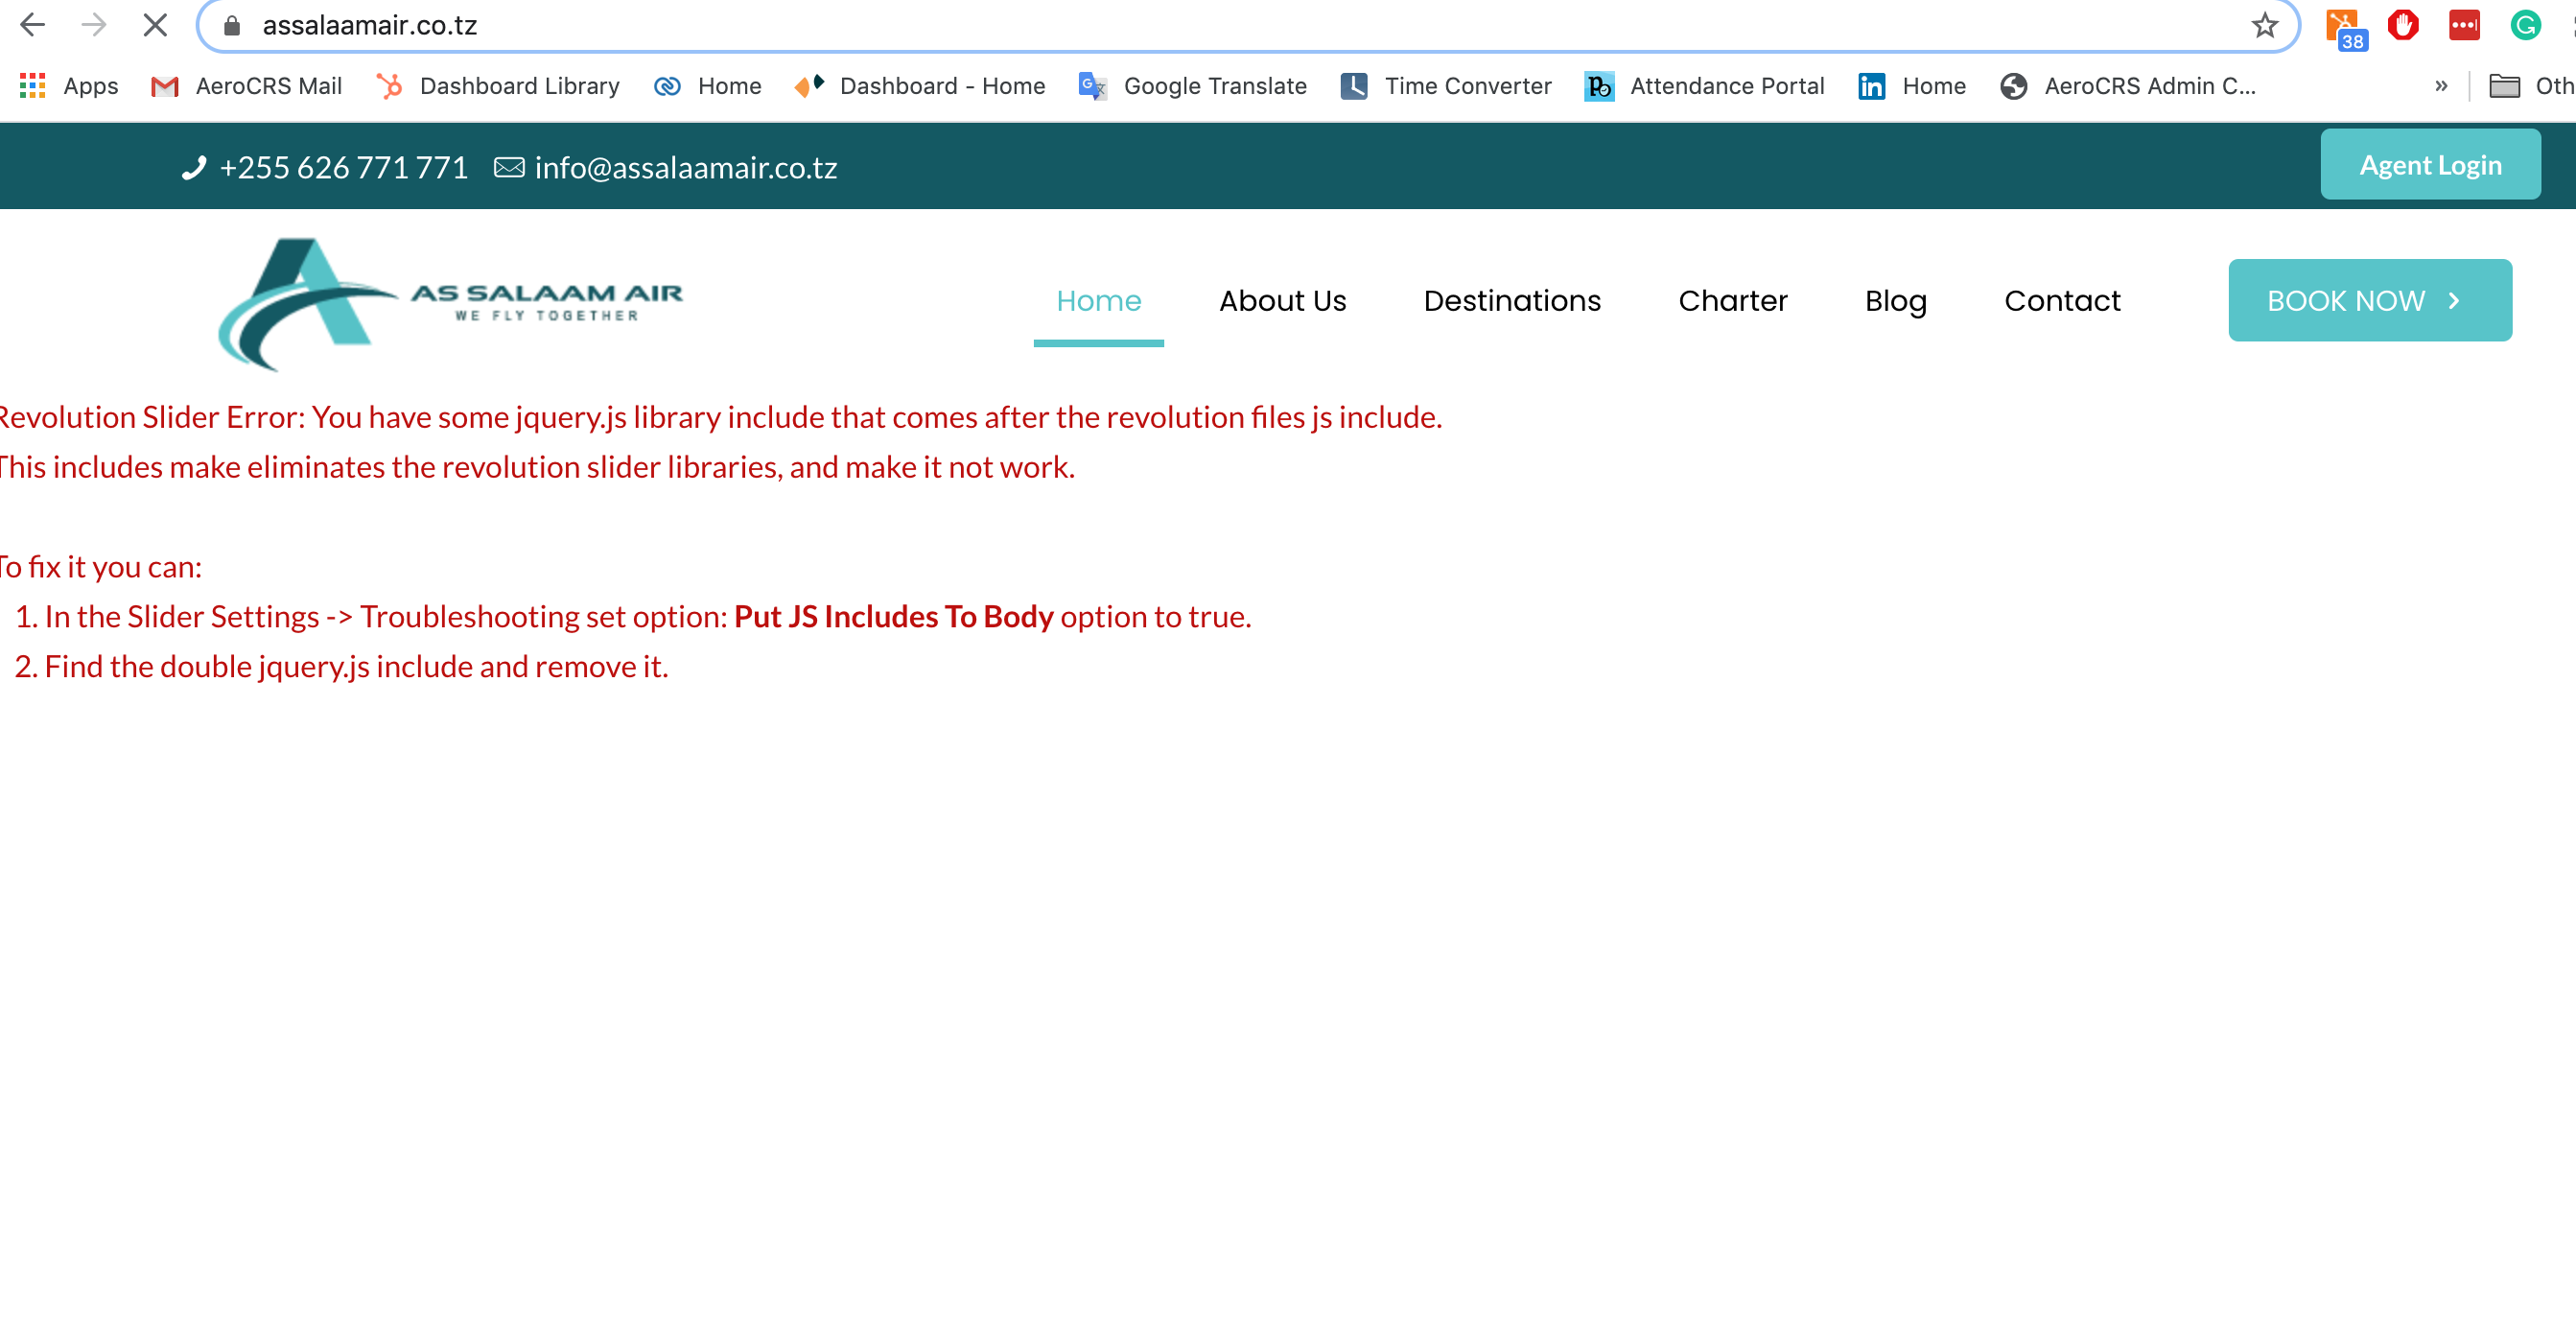 assalaamair.co.tz
38
Apps AeroCRS Mail Dashboard Library Home Dashboard - Home Google Translate Time Converter Attendance Portal Home AeroCRS Admin C... » Oth
+255 626 771 771 info@assalaamair.co.tz Agent Login
AS SALAAM AIR
WE FLY TOGETHER
Home About Us Destinations Charter Blog Contact BOOK NOW
Revolution Slider Error: You have some jquery.js library include that comes after the revolution files js include.
This includes make eliminates the revolution slider libraries, and make it not work.
To fix it you can:
1. In the Slider Settings -> Troubleshooting set option: Put JS Includes To Body option to true.
2. Find the double jquery.js include and remove it.